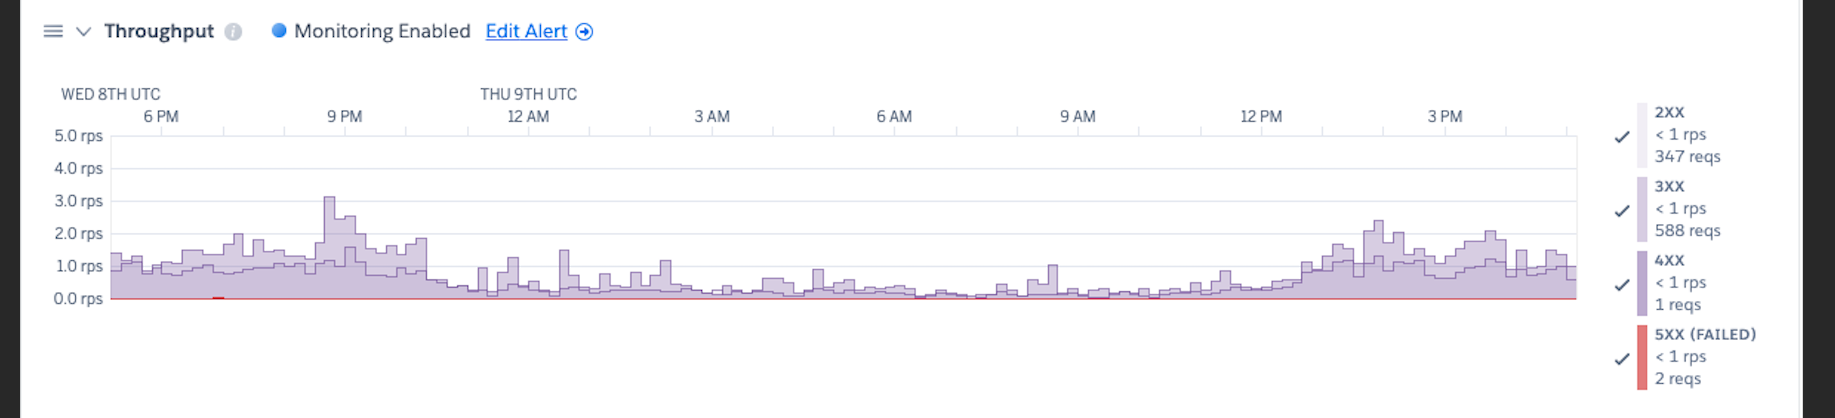 Throughput i Monitoring Enabled Edit Alert
WED 8TH UTC THU 9TH UTC
6 PM 9 PM 12 AM 3 AM 6 AM 9 AM 12 PM 3 PM
5.0 rps
4.0 rps
3.0 rps
2.0 rps
1.0 rps
0.0 rps
2XX
< 1 rps
347 reqs
3XX
< 1 rps
588 reqs
4XX
< 1 rps
1 reqs
5XX (FAILED)
< 1 rps
2 reqs